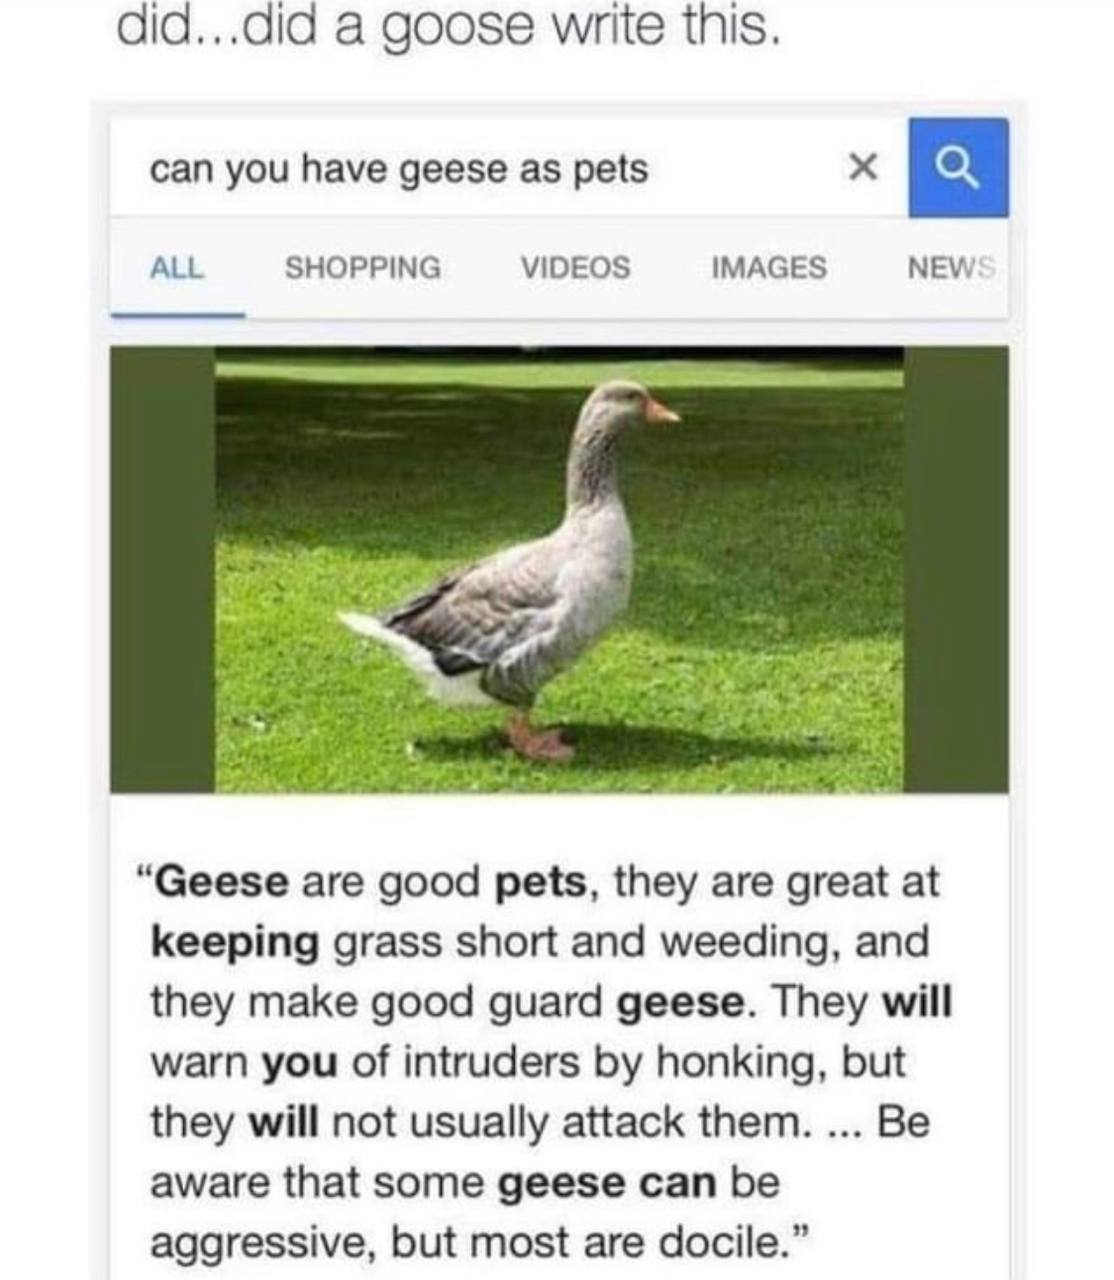 did...did a goose write this.
can you have geese as pets ×
ALL SHOPPING VIDEOS IMAGES NEWS
“Geese are good pets, they are great at
keeping grass short and weeding, and
they make good guard geese. They will
warn you of intruders by honking, but
they will not usually attack them. ... Be
aware that some geese can be
aggressive, but most are docile.”